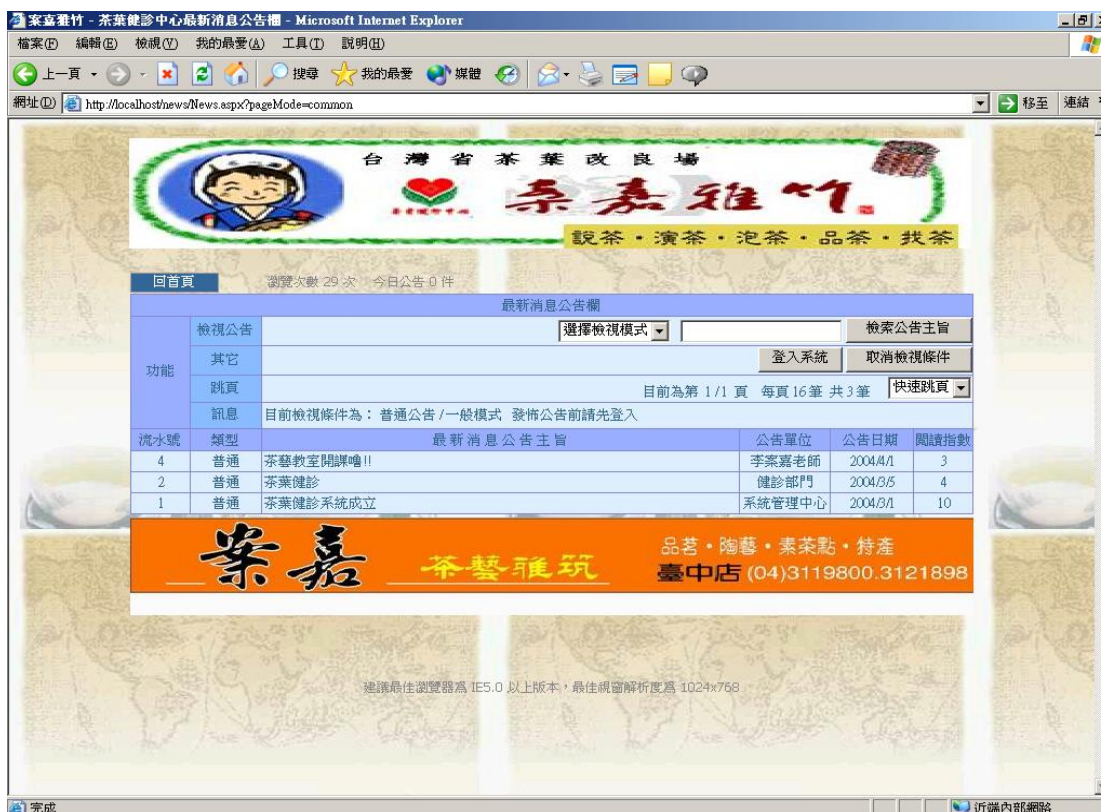 案嘉雅竹 - 茶葉健診中心最新消息公告欄 - Microsoft Internet Explorer
檔案(F) 編輯(E) 檢視(V) 我的最愛(A) 工具(T) 說明(H)
上一頁 搜尋 我的最愛 媒體
網址(D) http://localhost/news/News.aspx?pageMode=common 移至 連結
台灣省茶葉改良場
案嘉雅竹
說茶・演茶・泡茶・品茶・找茶
回首頁 瀏覽次數 29 次 今日公告 0 件
最新消息公告欄
功能
檢視公告 選擇檢視模式 檢索公告主旨
其它 登入系統 取消檢視條件
跳頁 目前為第 1/1 頁 每頁16筆 共3筆 快速跳頁
訊息 目前檢視條件為: 普通公告 /一般模式 發佈公告前請先登入
流水號 類型 最新消息公告主旨 公告單位 公告日期 閱讀指數
4 普通 茶藝教室開課嚕!! 李案嘉老師 2004/4/1 3
2 普通 茶葉健診 健診部門 2004/3/5 4
1 普通 茶葉健診系統成立 系統管理中心 2004/3/1 10
案嘉 茶藝雅筑
品茗・陶藝・素茶點・特產
臺中店 (04)3119800.3121898
建議最佳瀏覽器為 IE5.0 以上版本,最佳視窗解析度為 1024x768
完成 近端內部網路